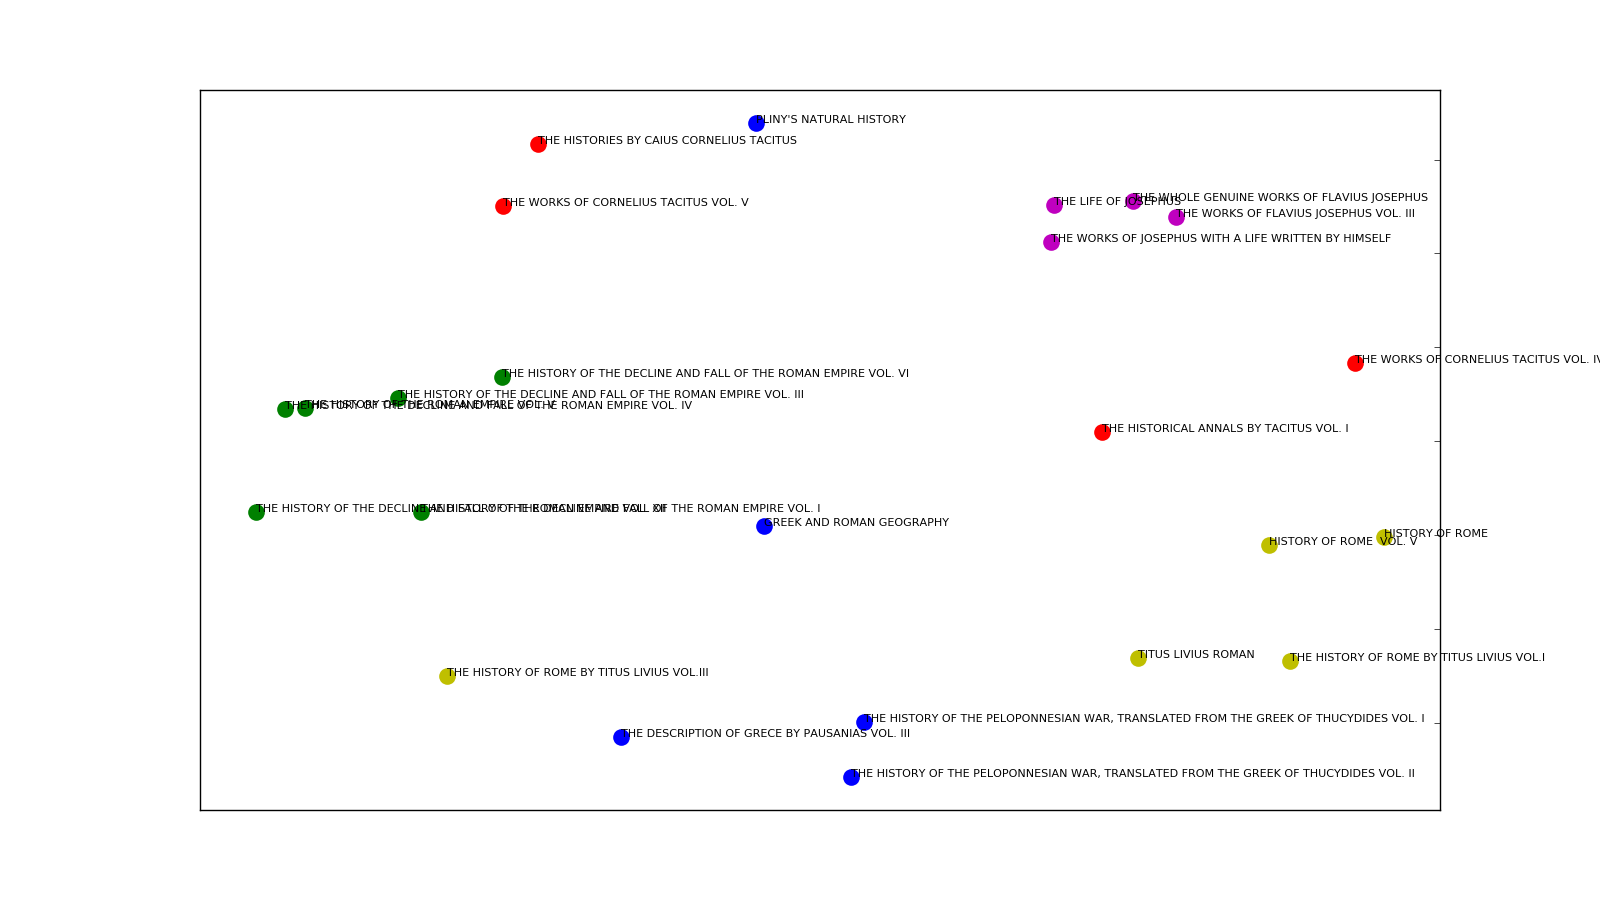 PLINY'S NATURAL HISTORY
THE HISTORIES BY CAIUS CORNELIUS TACITUS
THE WORKS OF CORNELIUS TACITUS VOL. V
THE WHOLE GENUINE WORKS OF FLAVIUS JOSEPHUS
THE LIFE OF JOSEPHUS
THE WORKS OF FLAVIUS JOSEPHUS VOL. III
THE WORKS OF JOSEPHUS WITH A LIFE WRITTEN BY HIMSELF
THE WORKS OF CORNELIUS TACITUS VOL. IV
THE HISTORY OF THE DECLINE AND FALL OF THE ROMAN EMPIRE VOL. VI
THE HISTORY OF THE DECLINE AND FALL OF THE ROMAN EMPIRE VOL. III
THE HISTORY OF THE DECLINE AND FALL OF THE ROMAN EMPIRE VOL. IV
THE HISTORY OF THE ROMAN EMPIRE VOL. V
THE HISTORICAL ANNALS BY TACITUS VOL. I
THE HISTORY OF THE DECLINE AND FALL OF THE ROMAN EMPIRE VOL. XII
THE HISTORY OF THE DECLINE AND FALL OF THE ROMAN EMPIRE VOL. I
GREEK AND ROMAN GEOGRAPHY
HISTORY OF ROME
HISTORY OF ROME  VOL. V
TITUS LIVIUS ROMAN
THE HISTORY OF ROME BY TITUS LIVIUS VOL.I
THE HISTORY OF ROME BY TITUS LIVIUS VOL.III
THE HISTORY OF THE PELOPONNESIAN WAR, TRANSLATED FROM THE GREEK OF THUCYDIDES VOL. I
THE DESCRIPTION OF GRECE BY PAUSANIAS VOL. III
THE HISTORY OF THE PELOPONNESIAN WAR, TRANSLATED FROM THE GREEK OF THUCYDIDES VOL. II